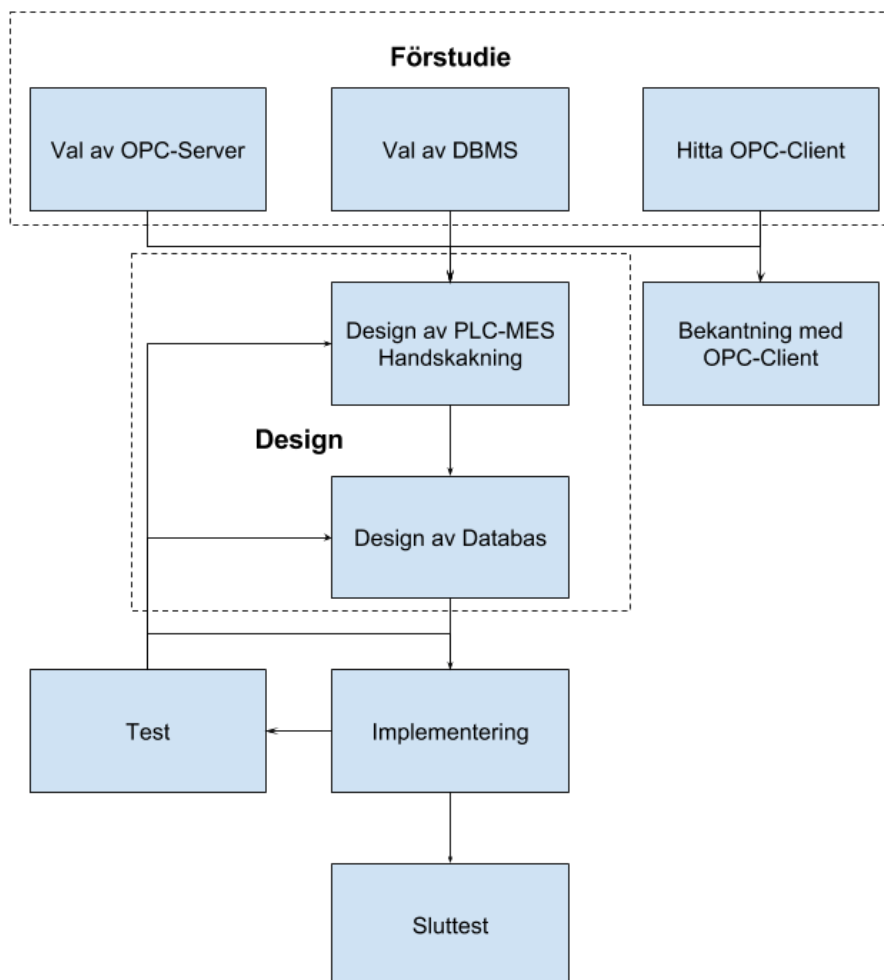 Förstudie
Val av OPC-Server
Val av DBMS
Hitta OPC-Client
Design av PLC-MES
Handskakning
Bekantning med
OPC-Client
Design
Design av Databas
Test
Implementering
Sluttest